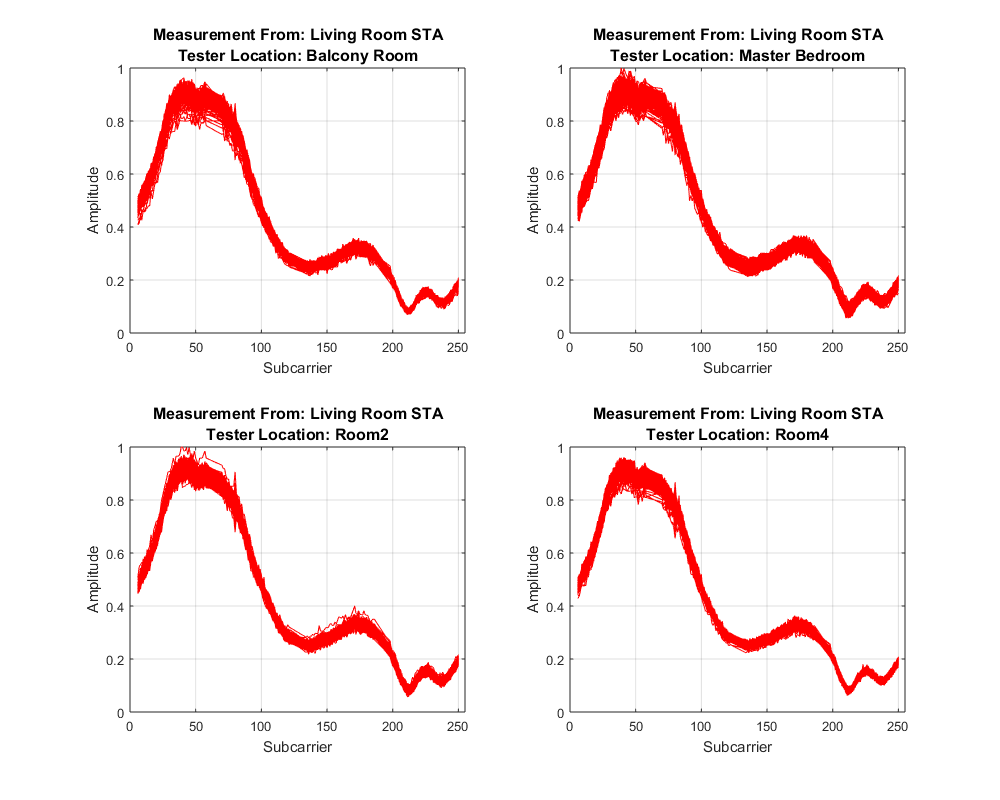 Measurement From: Living Room STA
Tester Location: Balcony Room
1
0.8
0.6
0.4
0.2
0
Amplitude
0 50 100 150 200 250
Subcarrier
Measurement From: Living Room STA
Tester Location: Master Bedroom
1
0.8
0.6
0.4
0.2
0
Amplitude
0 50 100 150 200 250
Subcarrier
Measurement From: Living Room STA
Tester Location: Room2
1
0.8
0.6
0.4
0.2
0
Amplitude
0 50 100 150 200 250
Subcarrier
Measurement From: Living Room STA
Tester Location: Room4
1
0.8
0.6
0.4
0.2
0
Amplitude
0 50 100 150 200 250
Subcarrier